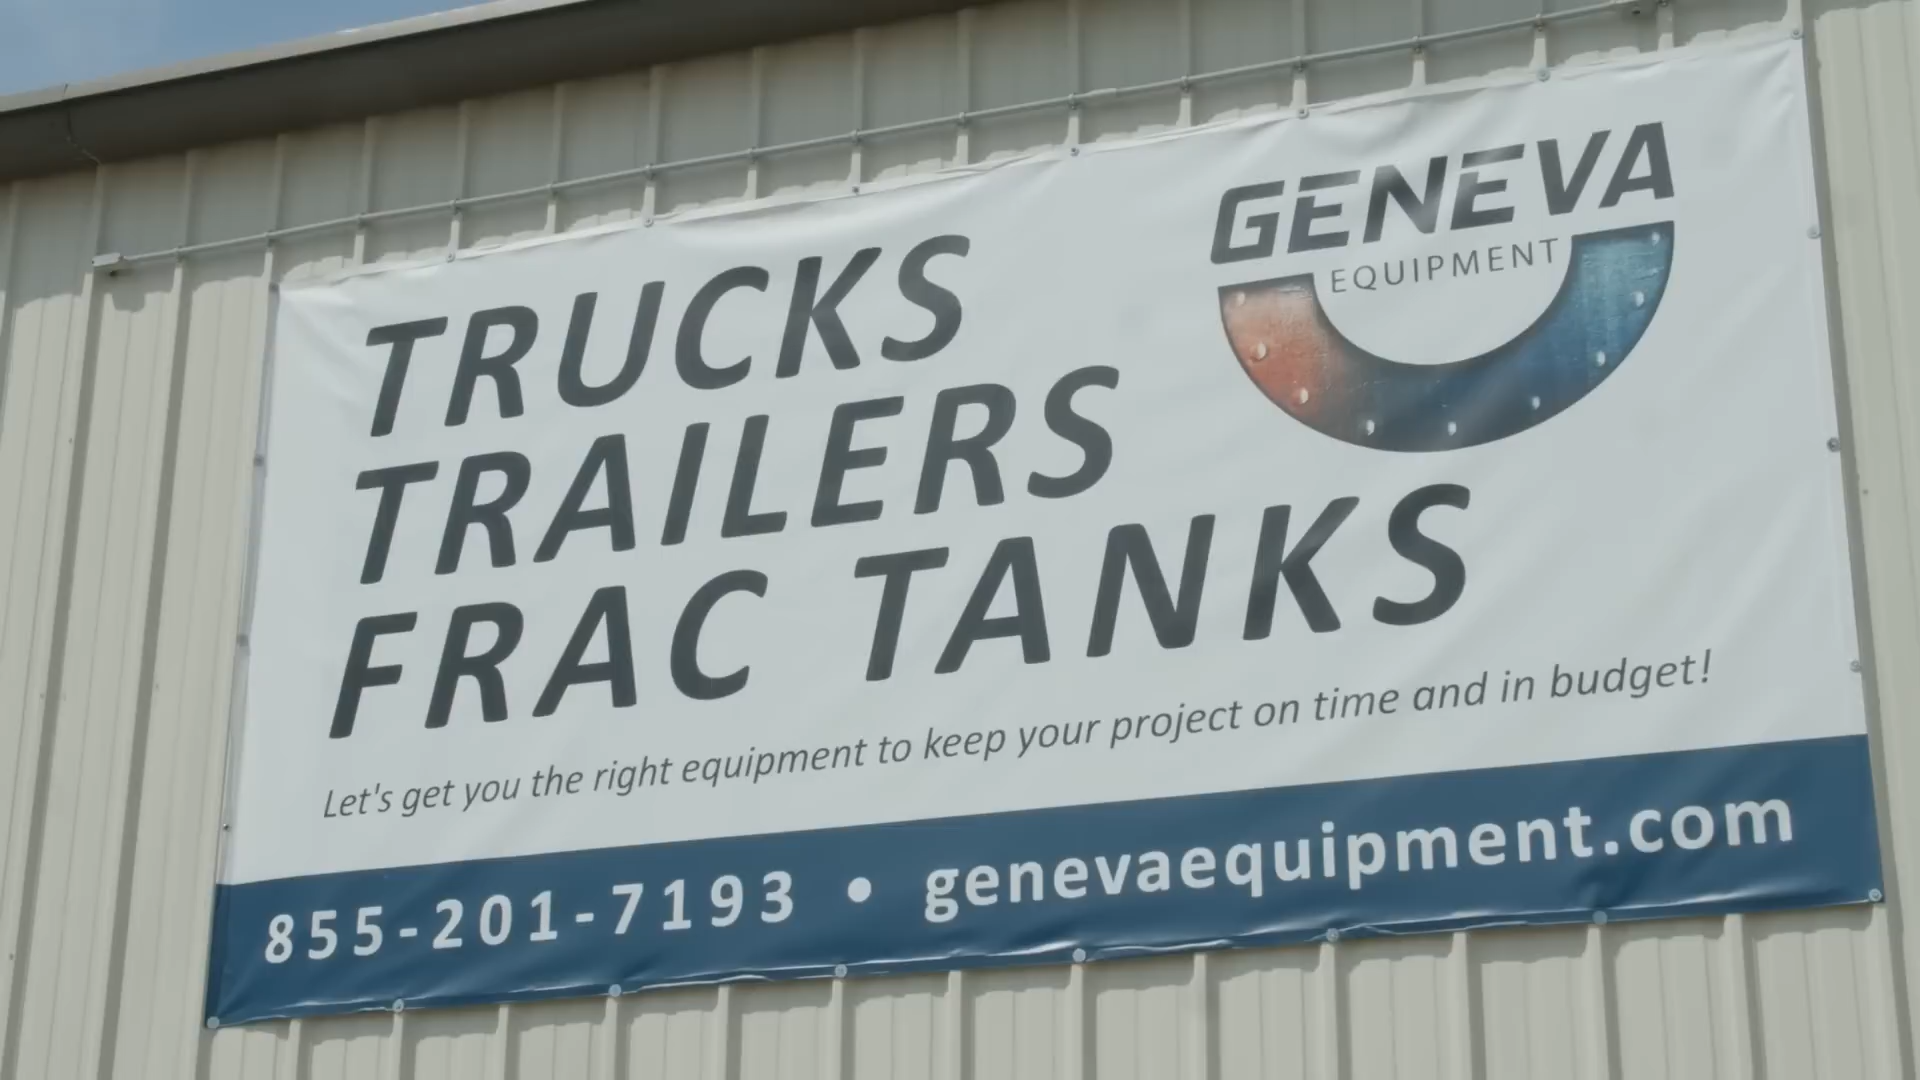 GENEVA
EQUIPMENT
TRUCKS
TRAILERS
FRAC TANKS
Let's get you the right equipment to keep your project on time and in budget!
855-201-7193 • genevaequipment.com